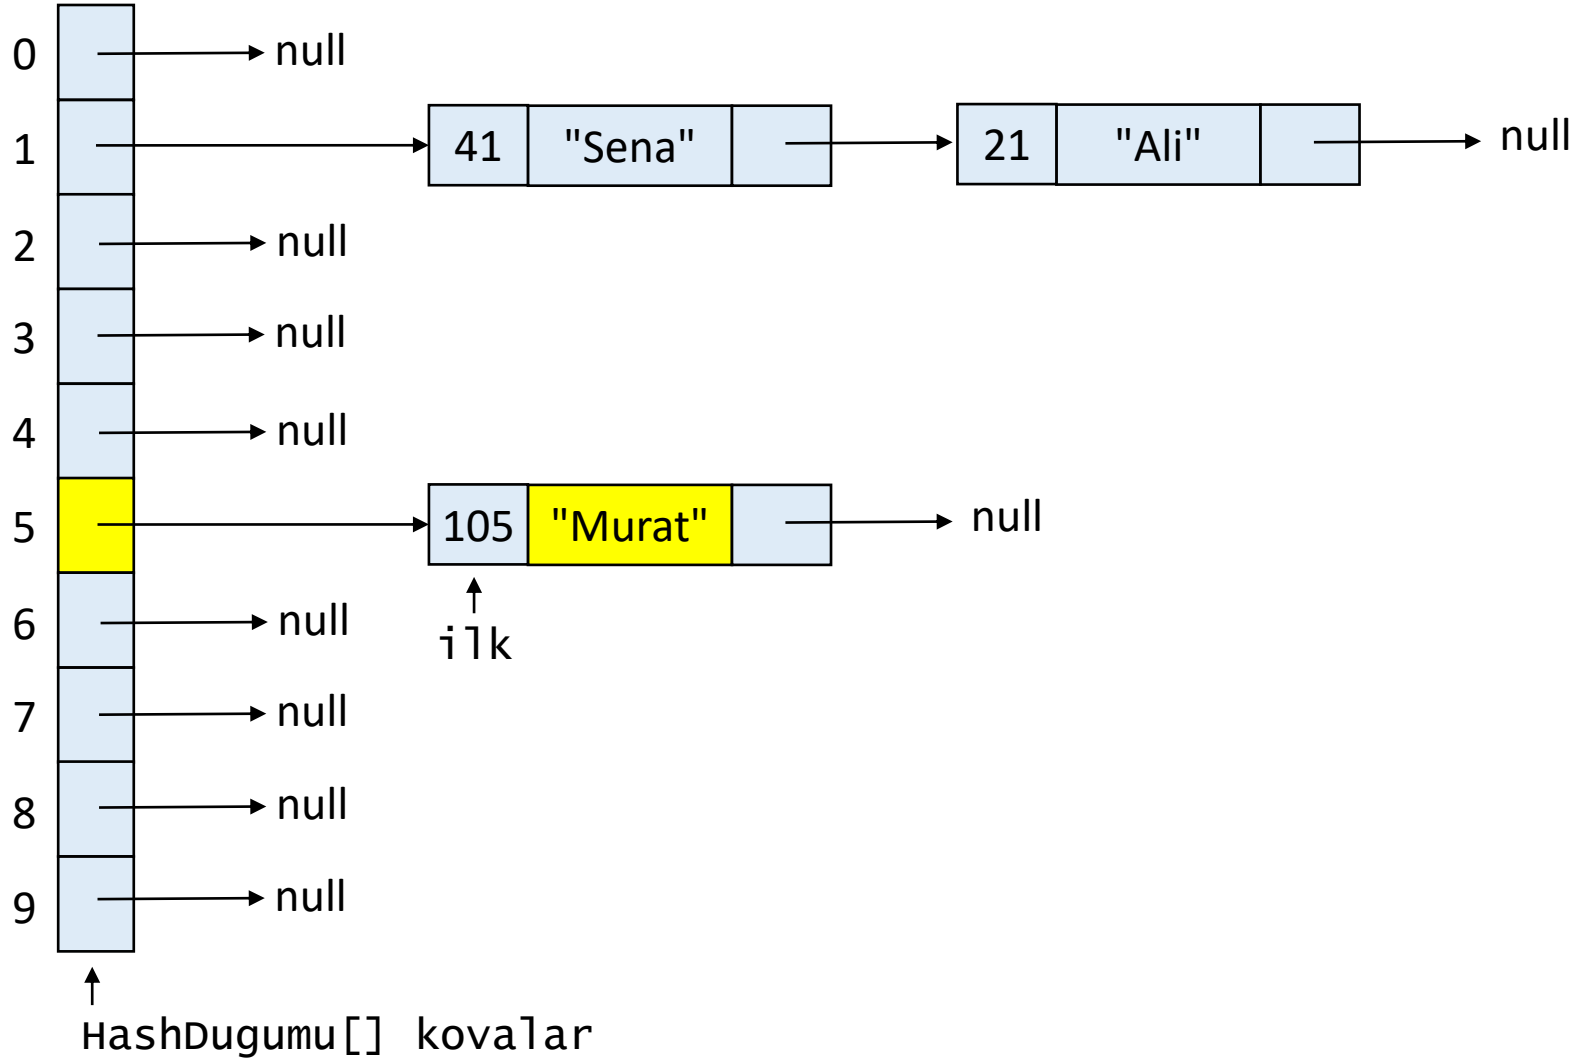 0 null
1 41 "Sena" 21 "Ali" null
2 null
3 null
4 null
5 105 "Murat" null
6 null
ilk
7 null
8 null
9 null
HashDugumu[] kovalar